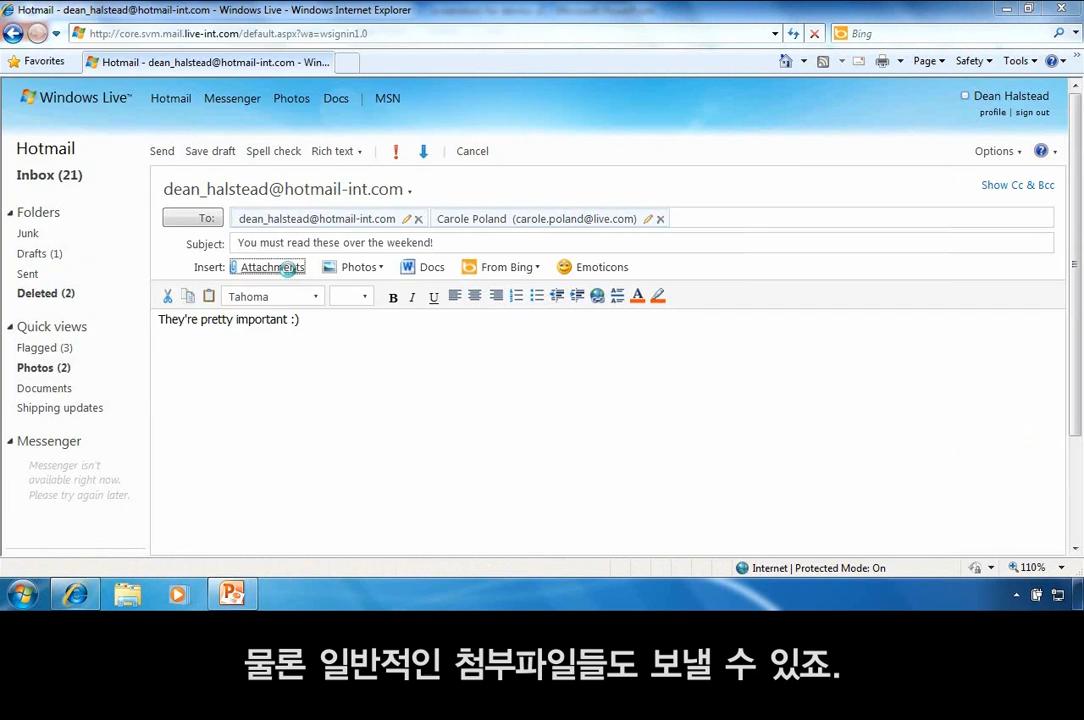 Hotmail - dean_halstead@hotmail-int.com - Windows Live - Windows Internet Explorer
http://core.svm.mail.live-int.com/default.aspx?wa=wsignin1.0
Bing
Favorites
Hotmail - dean_halstead@hotmail-int.com - Win...
Page
Safety
Tools
Windows Live™
Hotmail
Messenger
Photos
Docs
MSN
Dean Halstead
profile | sign out
Hotmail
Send
Save draft
Spell check
Rich text
Cancel
Options
Inbox (21)
dean_halstead@hotmail-int.com
Show Cc & Bcc
Folders
To:
dean_halstead@hotmail-int.com
Carole Poland (carole.poland@live.com)
Junk
Subject:
You must read these over the weekend!
Drafts (1)
Insert:
Attachments
Photos
Docs
From Bing
Emoticons
Sent
Deleted (2)
Tahoma
B I U
They're pretty important :)
Quick views
Flagged (3)
Photos (2)
Documents
Shipping updates
Messenger
Messenger isn't
available right now.
Please try again later.
Internet | Protected Mode: On
110%
물론 일반적인 첨부파일들도 보낼 수 있죠.